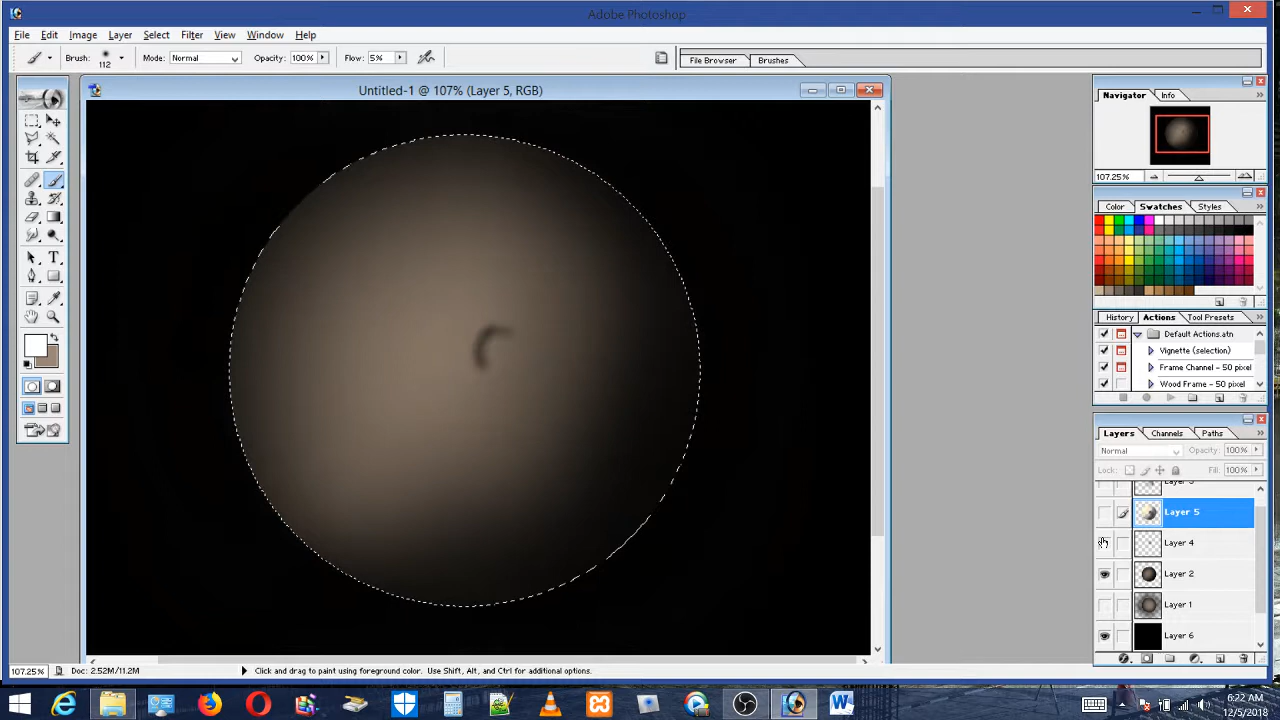 Adobe Photoshop
File Edit Image Layer Select Filter View Window Help
Brush: 112 Mode: Normal Opacity: 100% Flow: 5% File Browser Brushes
Untitled-1 @ 107% (Layer 5, RGB)
Navigator Info
107.25%
Color Swatches Styles
History Actions Tool Presets
Default Actions.atn
Vignette (selection)
Frame Channel - 50 pixel
Wood Frame - 50 pixel
Layers Channels Paths
Normal Opacity: 100%
Lock: Fill: 100%
Layer 5
Layer 4
Layer 2
Layer 1
Layer 6
107.25% Doc: 2.52M/11.2M Click and drag to paint using foreground color. Use Shift, Alt, and Ctrl for additional options.
6:22 AM
12/5/2018